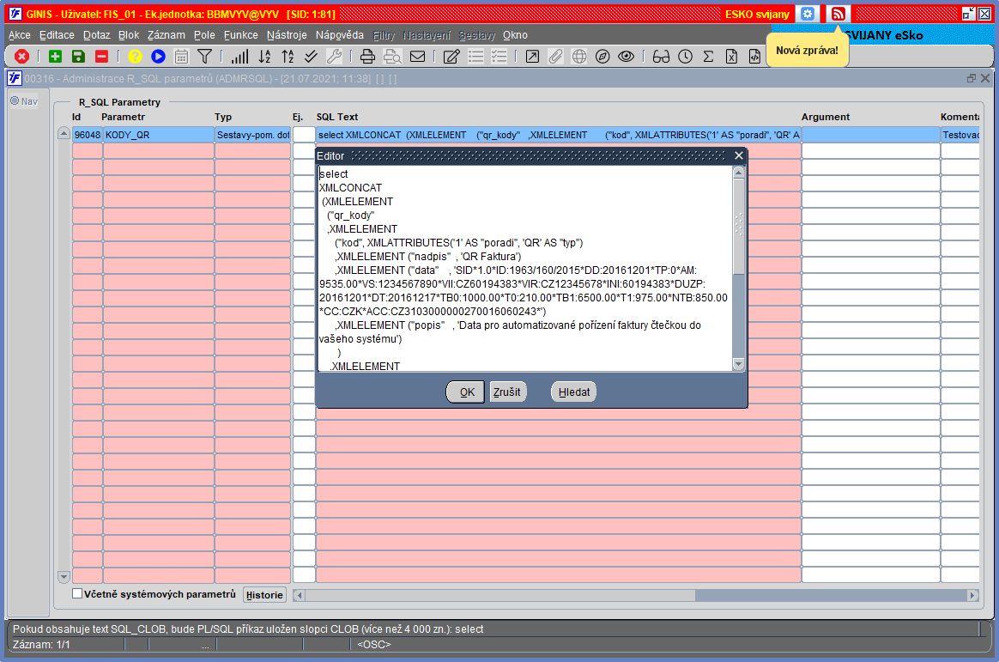 GINIS - Uživatel: FIS_01 - Ek.jednotka: BBMVYV@VYV [SID: 1:81] ESKO svijany
Akce Editace Dotaz Blok Záznam Pole Funkce Nástroje Nápověda Filtry Nastavení Sestavy Okno
SVIJANY eSko
Nová zpráva!
00316 - Administrace R_SQL parametrů (ADMRSQL) - [21.07.2021; 11:38] [ ] [ ]
Nav
R_SQL Parametry
Id Parametr Typ Ej. SQL Text Argument Komentá
96048 KODY_QR Sestavy-pom. dot select XMLCONCAT (XMLELEMENT ("qr_kody" ,XMLELEMENT ("kod", XMLATTRIBUTES('1' AS "poradi", 'QR' A Testovac
Editor
select
XMLCONCAT
(XMLELEMENT
("qr_kody"
,XMLELEMENT
("kod", XMLATTRIBUTES('1' AS "poradi", 'QR' AS "typ")
,XMLELEMENT ("nadpis" , 'QR Faktura')
,XMLELEMENT ("data" , 'SID*1.0*ID:1963/160/2015*DD:20161201*TP:0*AM:
9535.00*VS:1234567890*VII:CZ60194383*VIR:CZ12345678*INI:60194383*DUZP:
20161201*DT:20161217*TB0:1000.00*T0:210.00*TB1:6500.00*T1:975.00*NTB:850.00
*CC:CZK*ACC:CZ3103000000270016060243*')
,XMLELEMENT ("popis" , 'Data pro automatizované pořízení faktury čtečkou do
vašeho systému')
)
,XMLELEMENT
OK Zrušit Hledat
Včetně systémových parametrů Historie
Pokud obsahuje text SQL_CLOB, bude PL/SQL příkaz uložen slopci CLOB (více než 4 000 zn.): select
Záznam: 1/1 ... <OSC>